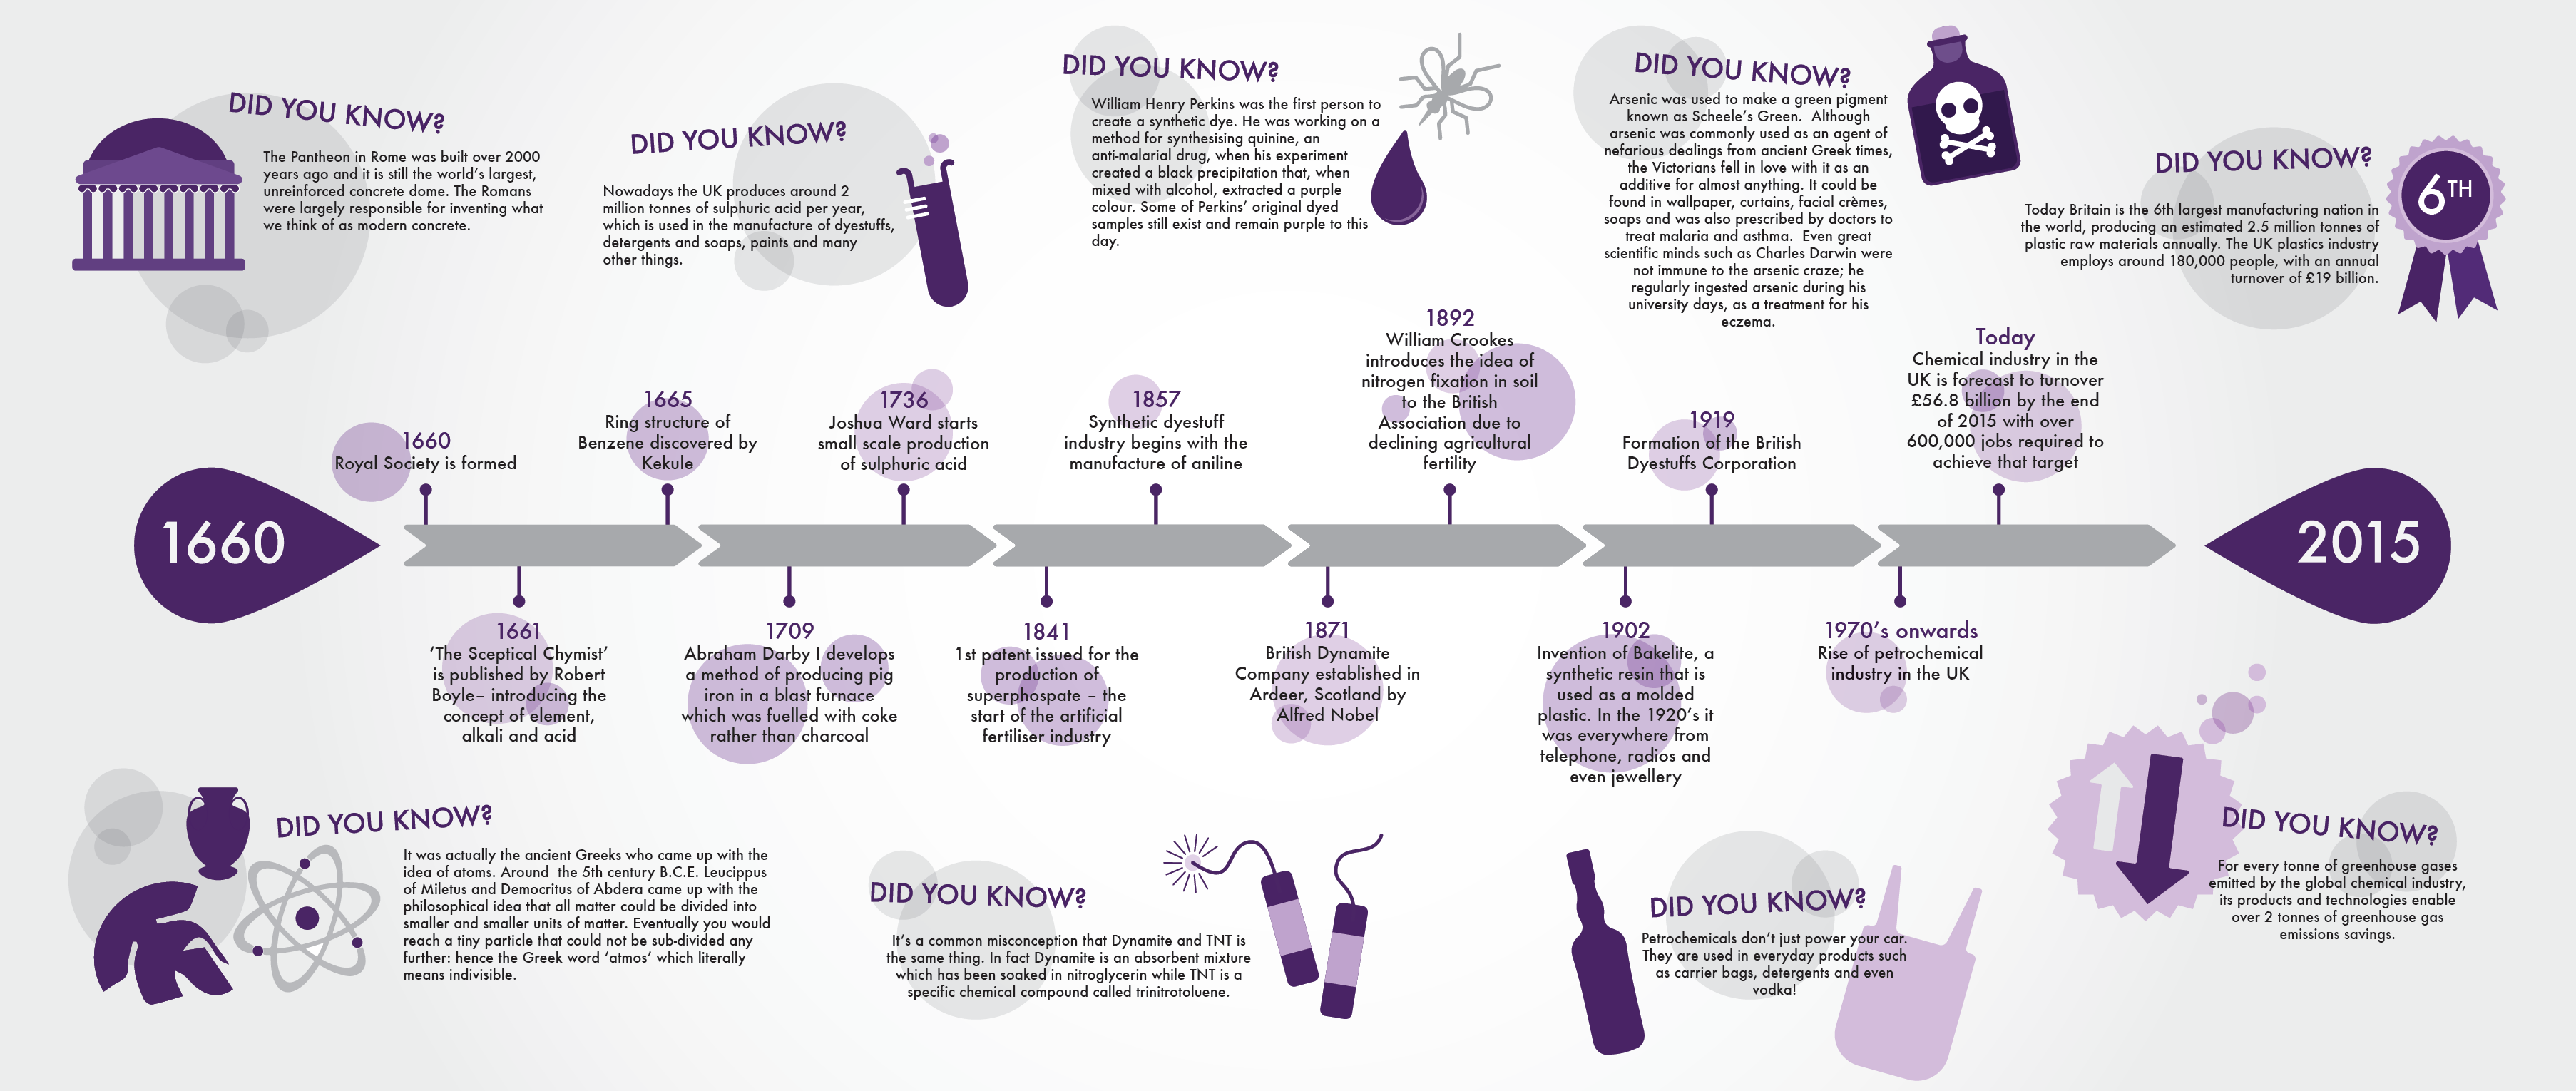 DID YOU KNOW?
The Pantheon in Rome was built over 2000
years ago and it is still the world's largest,
unreinforced concrete dome. The Romans
were largely responsible for inventing what
we think of as modern concrete.
DID YOU KNOW?
Nowadays the UK produces around 2
million tonnes of sulphuric acid per year,
which is used in the manufacture of dyestuffs,
detergents and soaps, paints and many
other things.
DID YOU KNOW?
William Henry Perkins was the first person to
create a synthetic dye. He was working on a
method for synthesising quinine, an
anti-malarial drug, when his experiment
created a black precipitation that, when
mixed with alcohol, extracted a purple
colour. Some of Perkins' original dyed
samples still exist and remain purple to this
day.
DID YOU KNOW?
Arsenic was used to make a green pigment
known as Scheele's Green. Although
arsenic was commonly used as an agent of
nefarious dealings from ancient Greek times,
the Victorians fell in love with it as an
additive for almost anything. It could be
found in wallpaper, curtains, facial crèmes,
soaps and was also prescribed by doctors to
treat malaria and asthma. Even great
scientific minds such as Charles Darwin were
not immune to the arsenic craze; he
regularly ingested arsenic during his
university days, as a treatment for his
eczema.
DID YOU KNOW?
Today Britain is the 6th largest manufacturing nation in
the world, producing an estimated 2.5 million tonnes of
plastic raw materials annually. The UK plastics industry
employs around 180,000 people, with an annual
turnover of £19 billion.
6TH
1660
Royal Society is formed
1665
Ring structure of
Benzene discovered by
Kekule
1736
Joshua Ward starts
small scale production
of sulphuric acid
1857
Synthetic dyestuff
industry begins with the
manufacture of aniline
1892
William Crookes
introduces the idea of
nitrogen fixation in soil
to the British
Association due to
declining agricultural
fertility
1919
Formation of the British
Dyestuffs Corporation
Today
Chemical industry in the
UK is forecast to turnover
£56.8 billion by the end
of 2015 with over
600,000 jobs required to
achieve that target
1660
2015
1661
'The Sceptical Chymist'
is published by Robert
Boyle– introducing the
concept of element,
alkali and acid
1709
Abraham Darby I develops
a method of producing pig
iron in a blast furnace
which was fuelled with coke
rather than charcoal
1841
1st patent issued for the
production of
superphospate – the
start of the artificial
fertiliser industry
1871
British Dynamite
Company established in
Ardeer, Scotland by
Alfred Nobel
1902
Invention of Bakelite, a
synthetic resin that is
used as a molded
plastic. In the 1920's it
was everywhere from
telephone, radios and
even jewellery
1970's onwards
Rise of petrochemical
industry in the UK
DID YOU KNOW?
It was actually the ancient Greeks who came up with the
idea of atoms. Around the 5th century B.C.E. Leucippus
of Miletus and Democritus of Abdera came up with the
philosophical idea that all matter could be divided into
smaller and smaller units of matter. Eventually you would
reach a tiny particle that could not be sub-divided any
further: hence the Greek word 'atmos' which literally
means indivisible.
DID YOU KNOW?
It's a common misconception that Dynamite and TNT is
the same thing. In fact Dynamite is an absorbent mixture
which has been soaked in nitroglycerin while TNT is a
specific chemical compound called trinitrotoluene.
DID YOU KNOW?
Petrochemicals don't just power your car.
They are used in everyday products such
as carrier bags, detergents and even
vodka!
DID YOU KNOW?
For every tonne of greenhouse gases
emitted by the global chemical industry,
its products and technologies enable
over 2 tonnes of greenhouse gas
emissions savings.